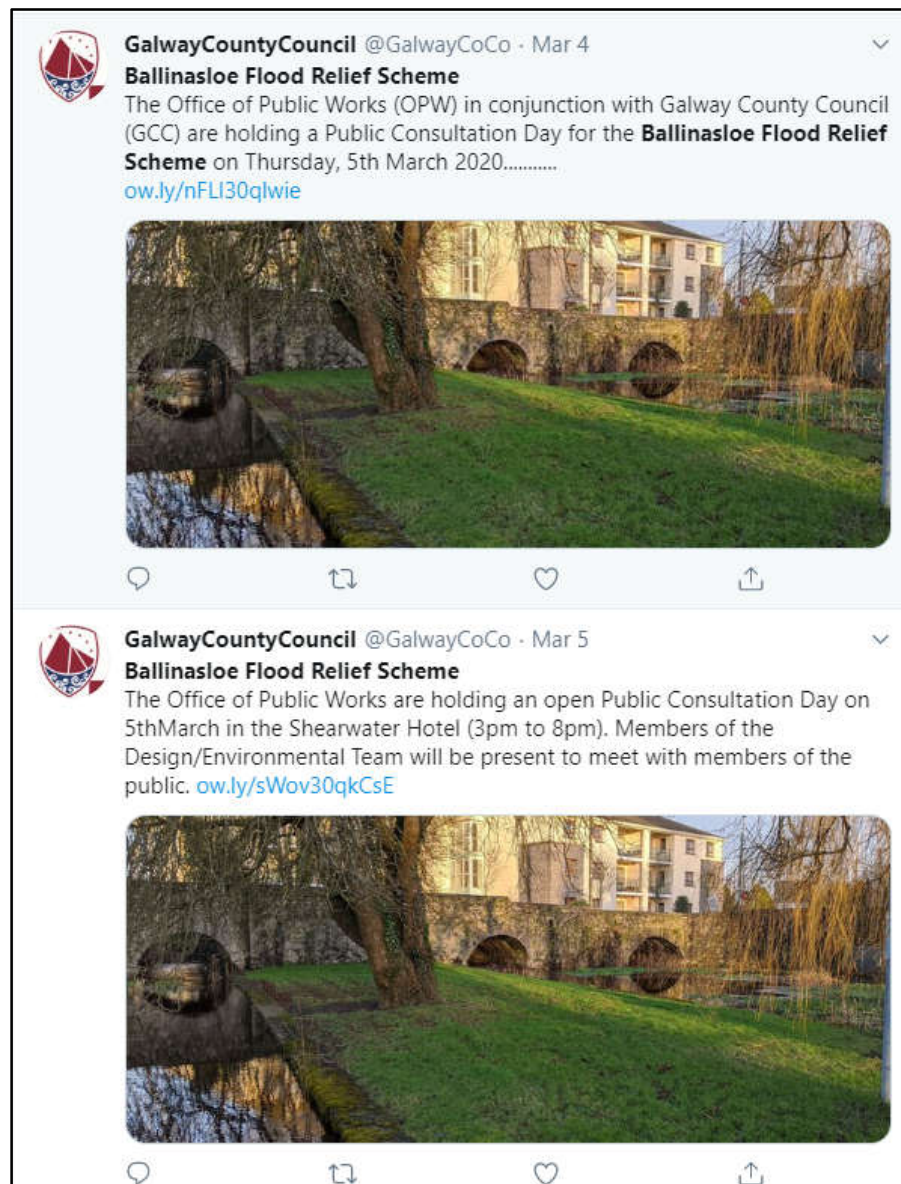 GalwayCountyCouncil @GalwayCoCo · Mar 4
Ballinasloe Flood Relief Scheme
The Office of Public Works (OPW) in conjunction with Galway County Council
(GCC) are holding a Public Consultation Day for the Ballinasloe Flood Relief
Scheme on Thursday, 5th March 2020...........
ow.ly/nFLI30qlwie
GalwayCountyCouncil @GalwayCoCo · Mar 5
Ballinasloe Flood Relief Scheme
The Office of Public Works are holding an open Public Consultation Day on
5thMarch in the Shearwater Hotel (3pm to 8pm). Members of the
Design/Environmental Team will be present to meet with members of the
public. ow.ly/sWov30qkCsE